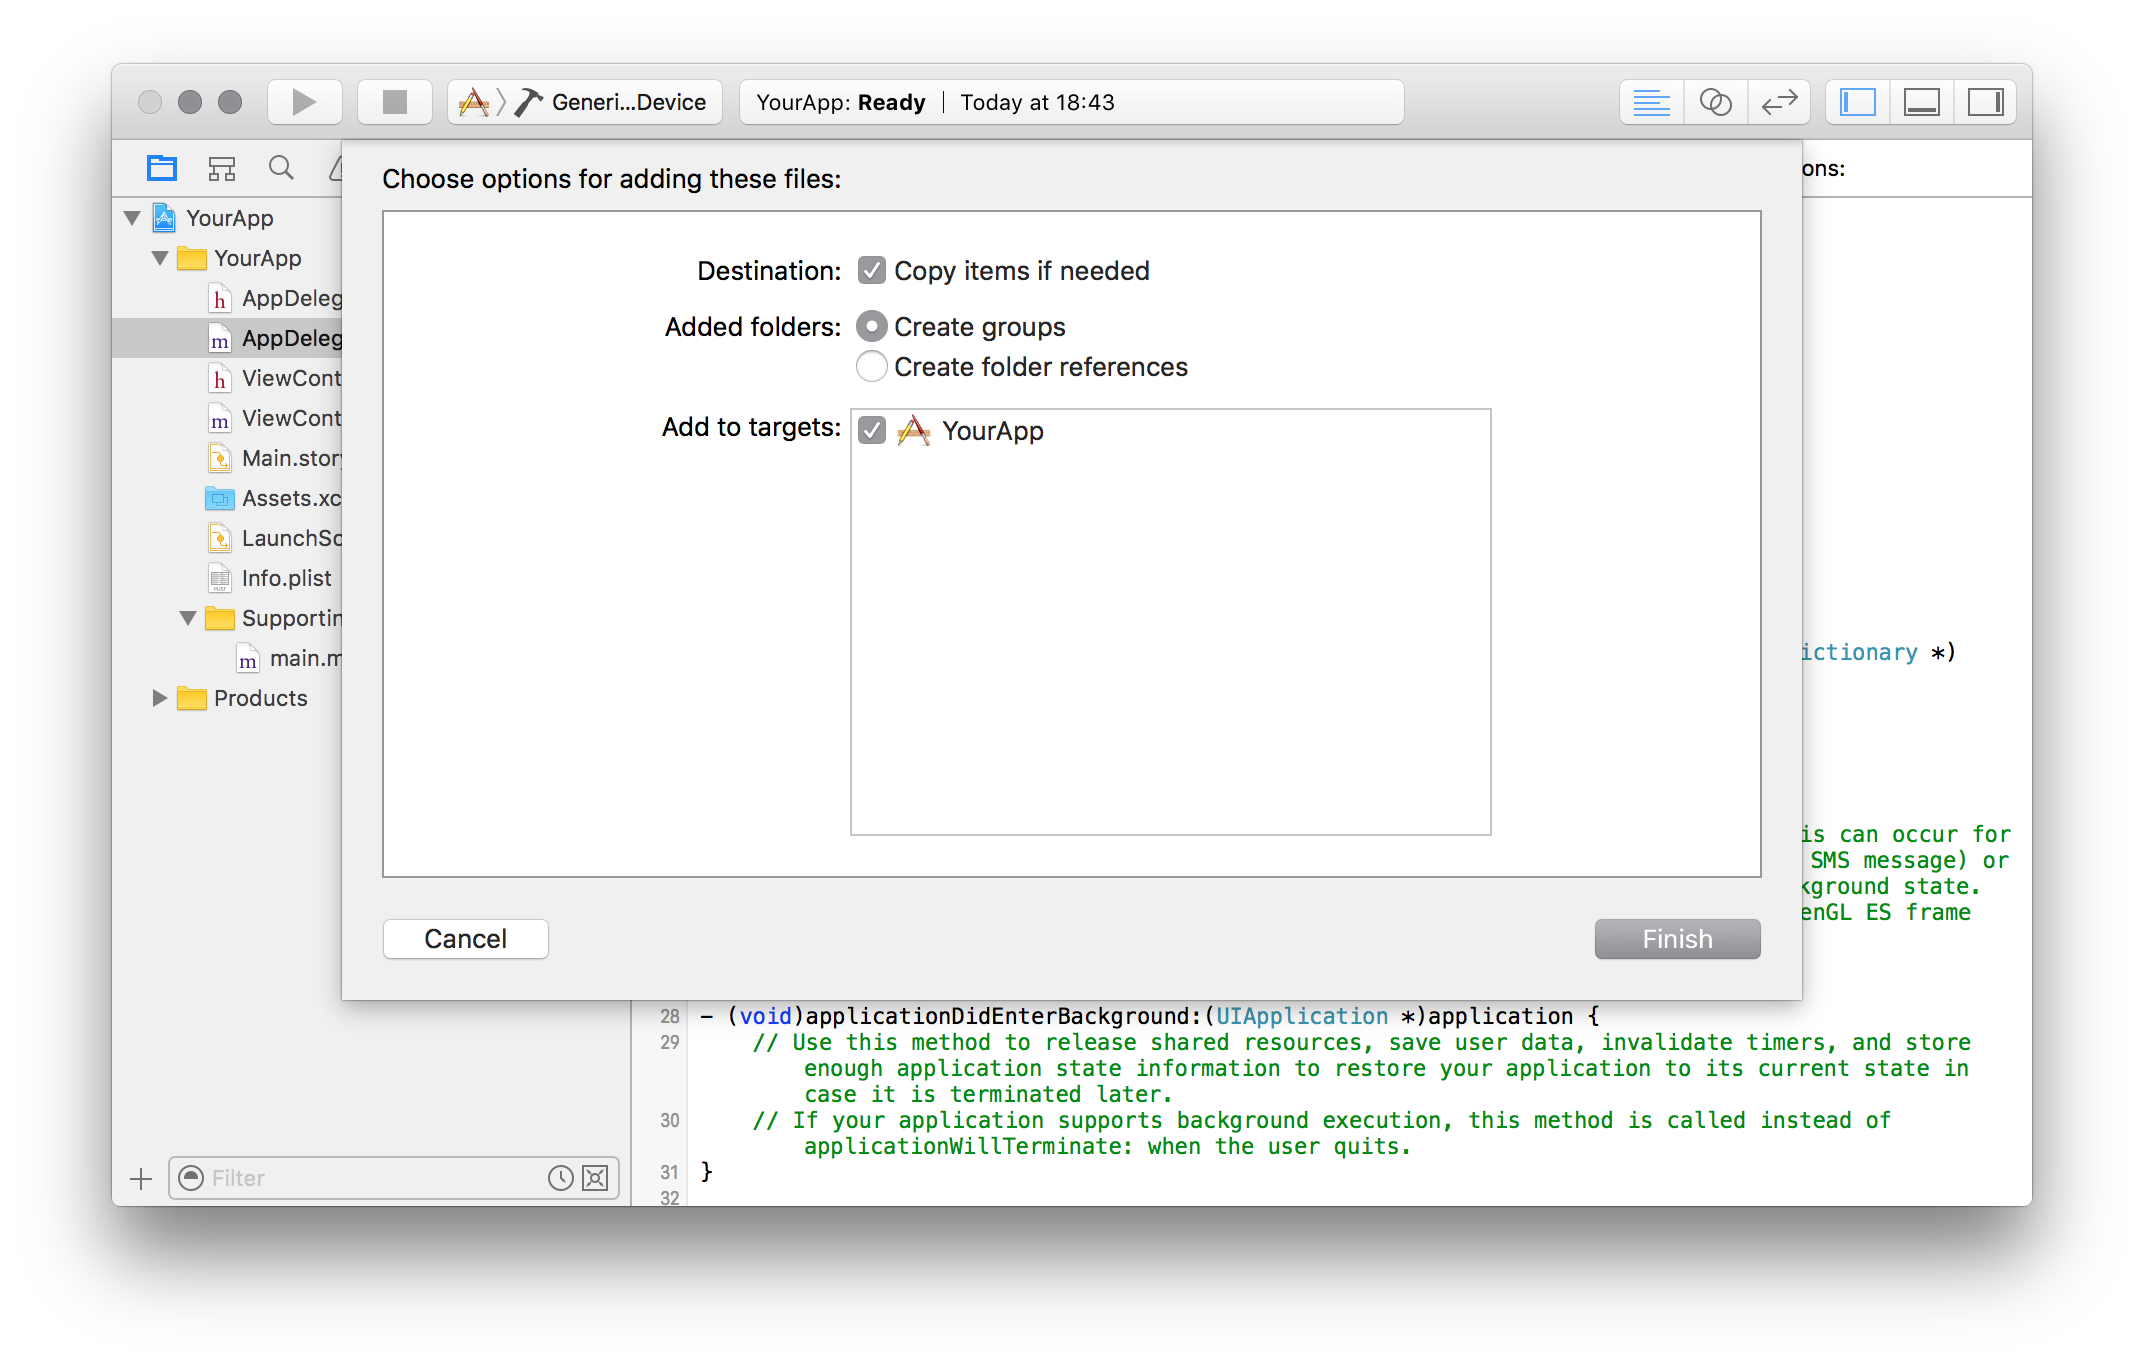 Generi...Device
YourApp: Ready | Today at 18:43
Choose options for adding these files:
ons:
YourApp
YourApp
AppDeleg
AppDeleg
ViewCont
ViewCont
Main.story
Assets.xc
LaunchSc
Info.plist
Supportin
main.m
Products
Destination: Copy items if needed
Added folders: Create groups
Create folder references
Add to targets: YourApp
Cancel
Finish
ictionary *)
is can occur for
SMS message) or
kground state.
enGL ES frame
28 - (void)applicationDidEnterBackground:(UIApplication *)application {
29 // Use this method to release shared resources, save user data, invalidate timers, and store
enough application state information to restore your application to its current state in
case it is terminated later.
30 // If your application supports background execution, this method is called instead of
applicationWillTerminate: when the user quits.
31 }
32
Filter